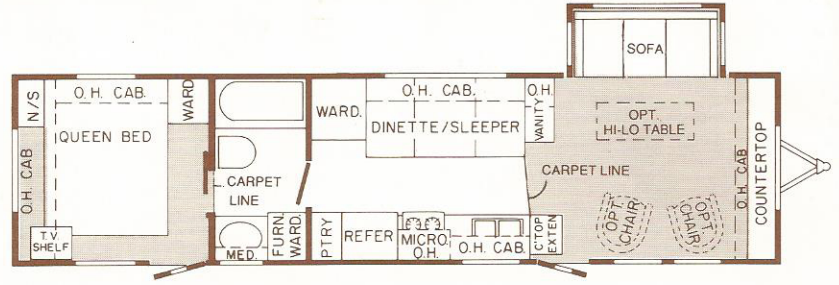 SOFA
N/S
O.H. CAB.
WARD
QUEEN BED
O.H. CAB
T.V.
SHELF
CARPET
LINE
MED.
FURN.
WARD.
WARD.
O.H. CAB.
DINETTE/SLEEPER
O.H.
VANITY
PTRY
REFER
MICRO.
O.H.
O.H. CAB.
C'TOP
EXTEN
OPT.
HI-LO TABLE
CARPET LINE
OPT.
CHAIR
OPT
CHAIR
O.H. CAB
COUNTERTOP